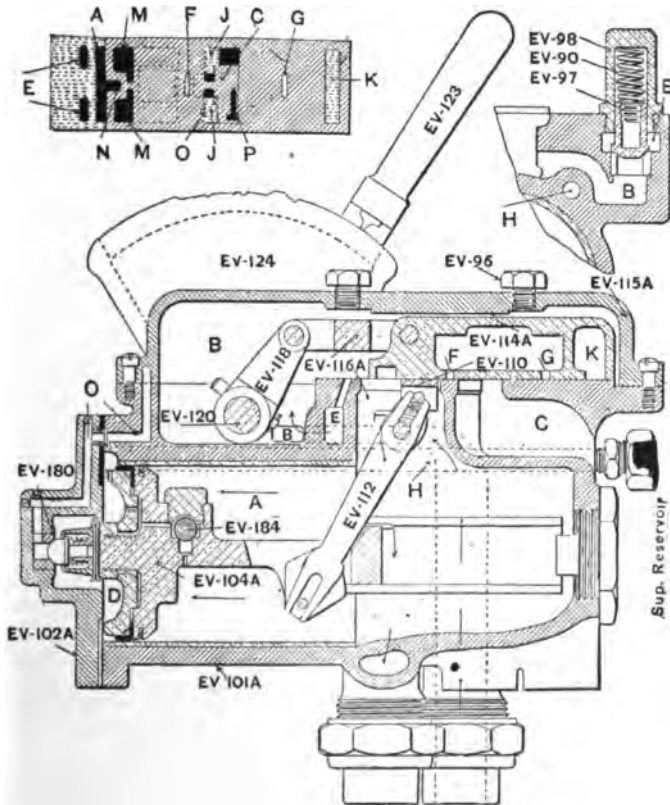 A M F J C G
E K
N M O J P
EV-123
EV-98
EV-90
EV-97
B
H
EV-124
EV-96
EV-115A
B
EV-118
EV-116A
EV-114A
F EV-110 G K
O
EV-120
B
E
C
EV-180
A
EV-184
H
EV-112
EV-104A
D
EV-102A
EV 101A
Sup. Reservoir